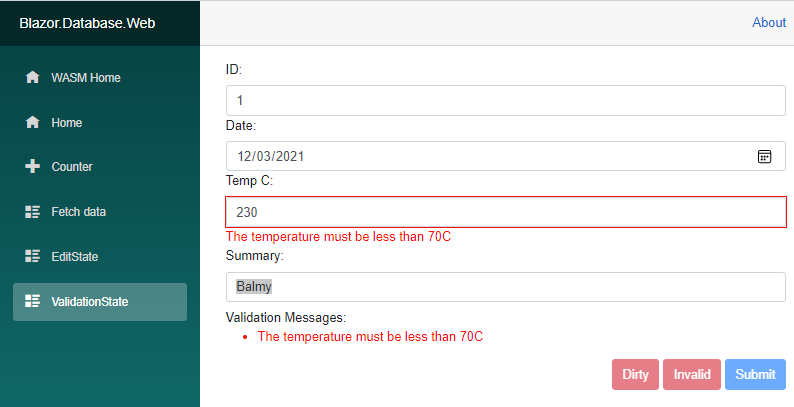 Blazor.Database.Web
About
WASM Home
Home
Counter
Fetch data
EditState
ValidationState
ID:
1
Date:
12/03/2021
Temp C:
230
The temperature must be less than 70C
Summary:
Balmy
Validation Messages:
The temperature must be less than 70C
Dirty Invalid Submit